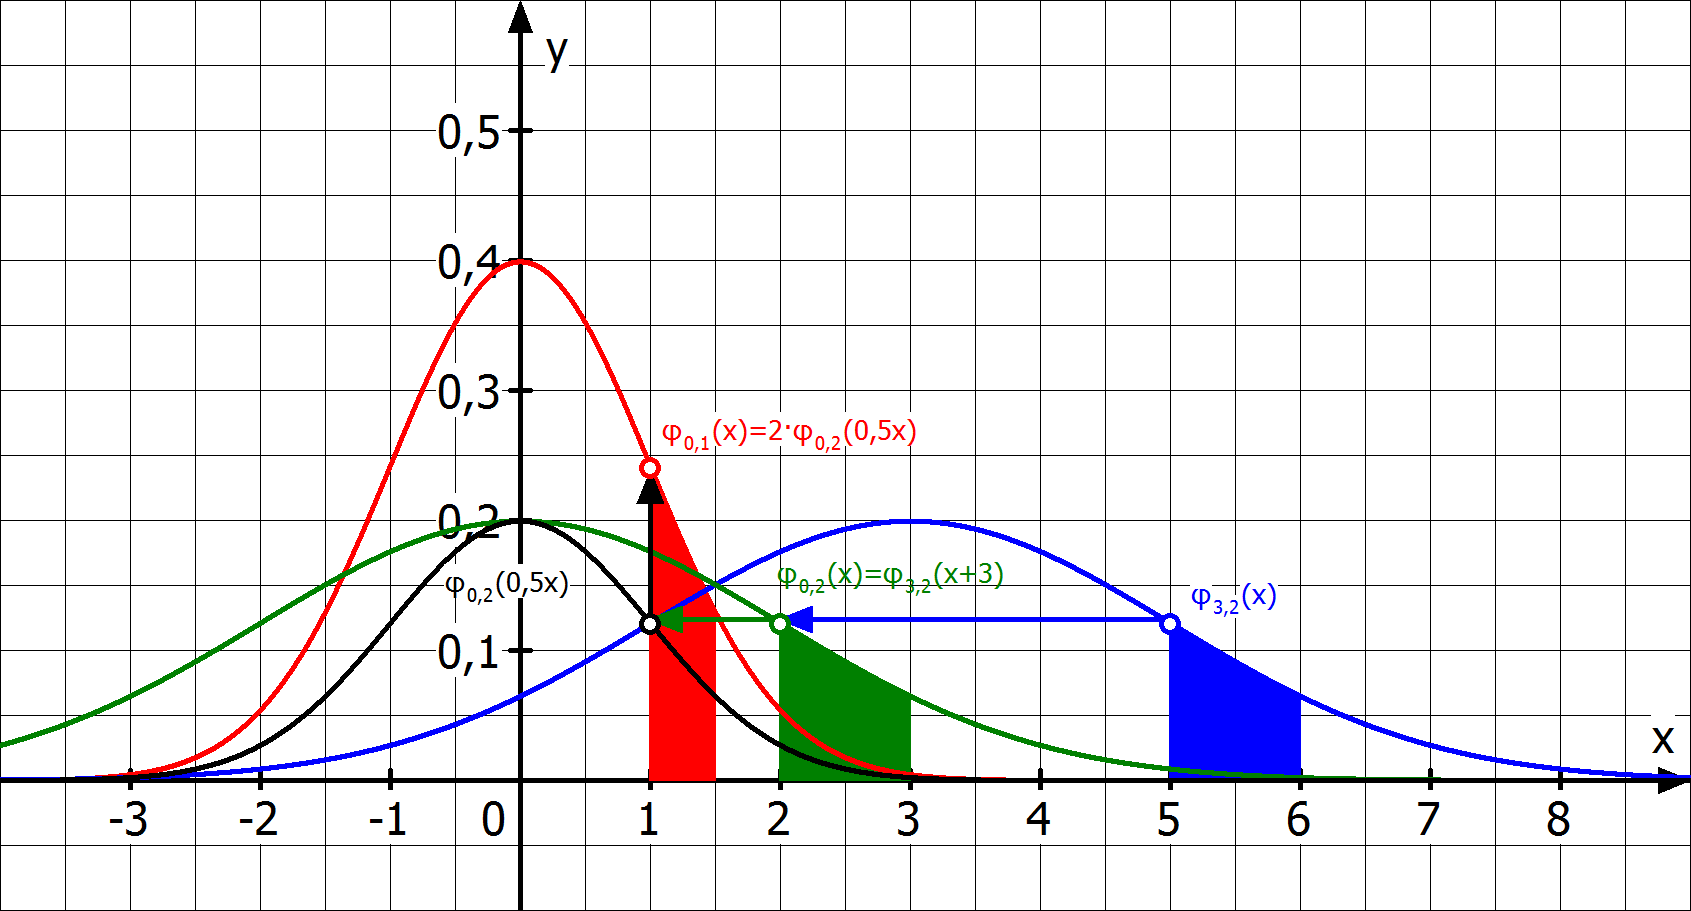 y
0,5
0,4
0,3
φ0,1(x)=2·φ0,2(0,5x)
0,2
φ0,2(0,5x)
φ0,2(x)=φ3,2(x+3)
φ3,2(x)
0,1
x
-3 -2 -1 0 1 2 3 4 5 6 7 8